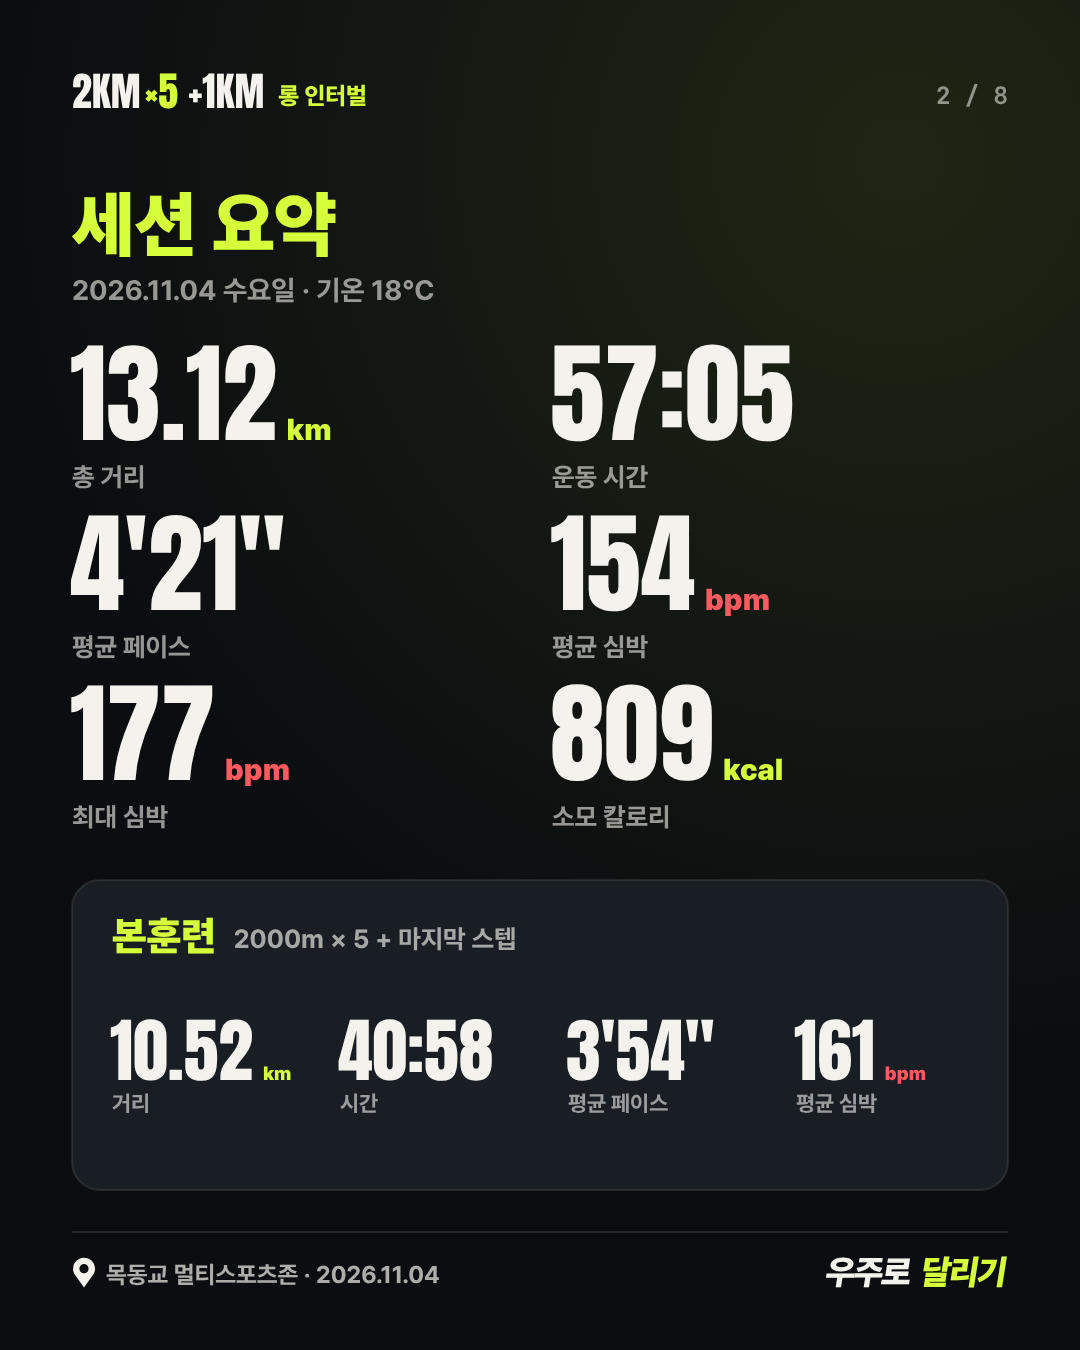 2KM ×5 +1KM 롱 인터벌
2 / 8
세션 요약
2026.11.04 수요일 · 기온 18°C
13.12 km
총 거리
57:05
운동 시간
4'21"
평균 페이스
154 bpm
평균 심박
177 bpm
최대 심박
809 kcal
소모 칼로리
본훈련 2000m × 5 + 마지막 스텝
10.52 km
거리
40:58
시간
3'54"
평균 페이스
161 bpm
평균 심박
목동교 멀티스포츠존 · 2026.11.04
우주로 달리기